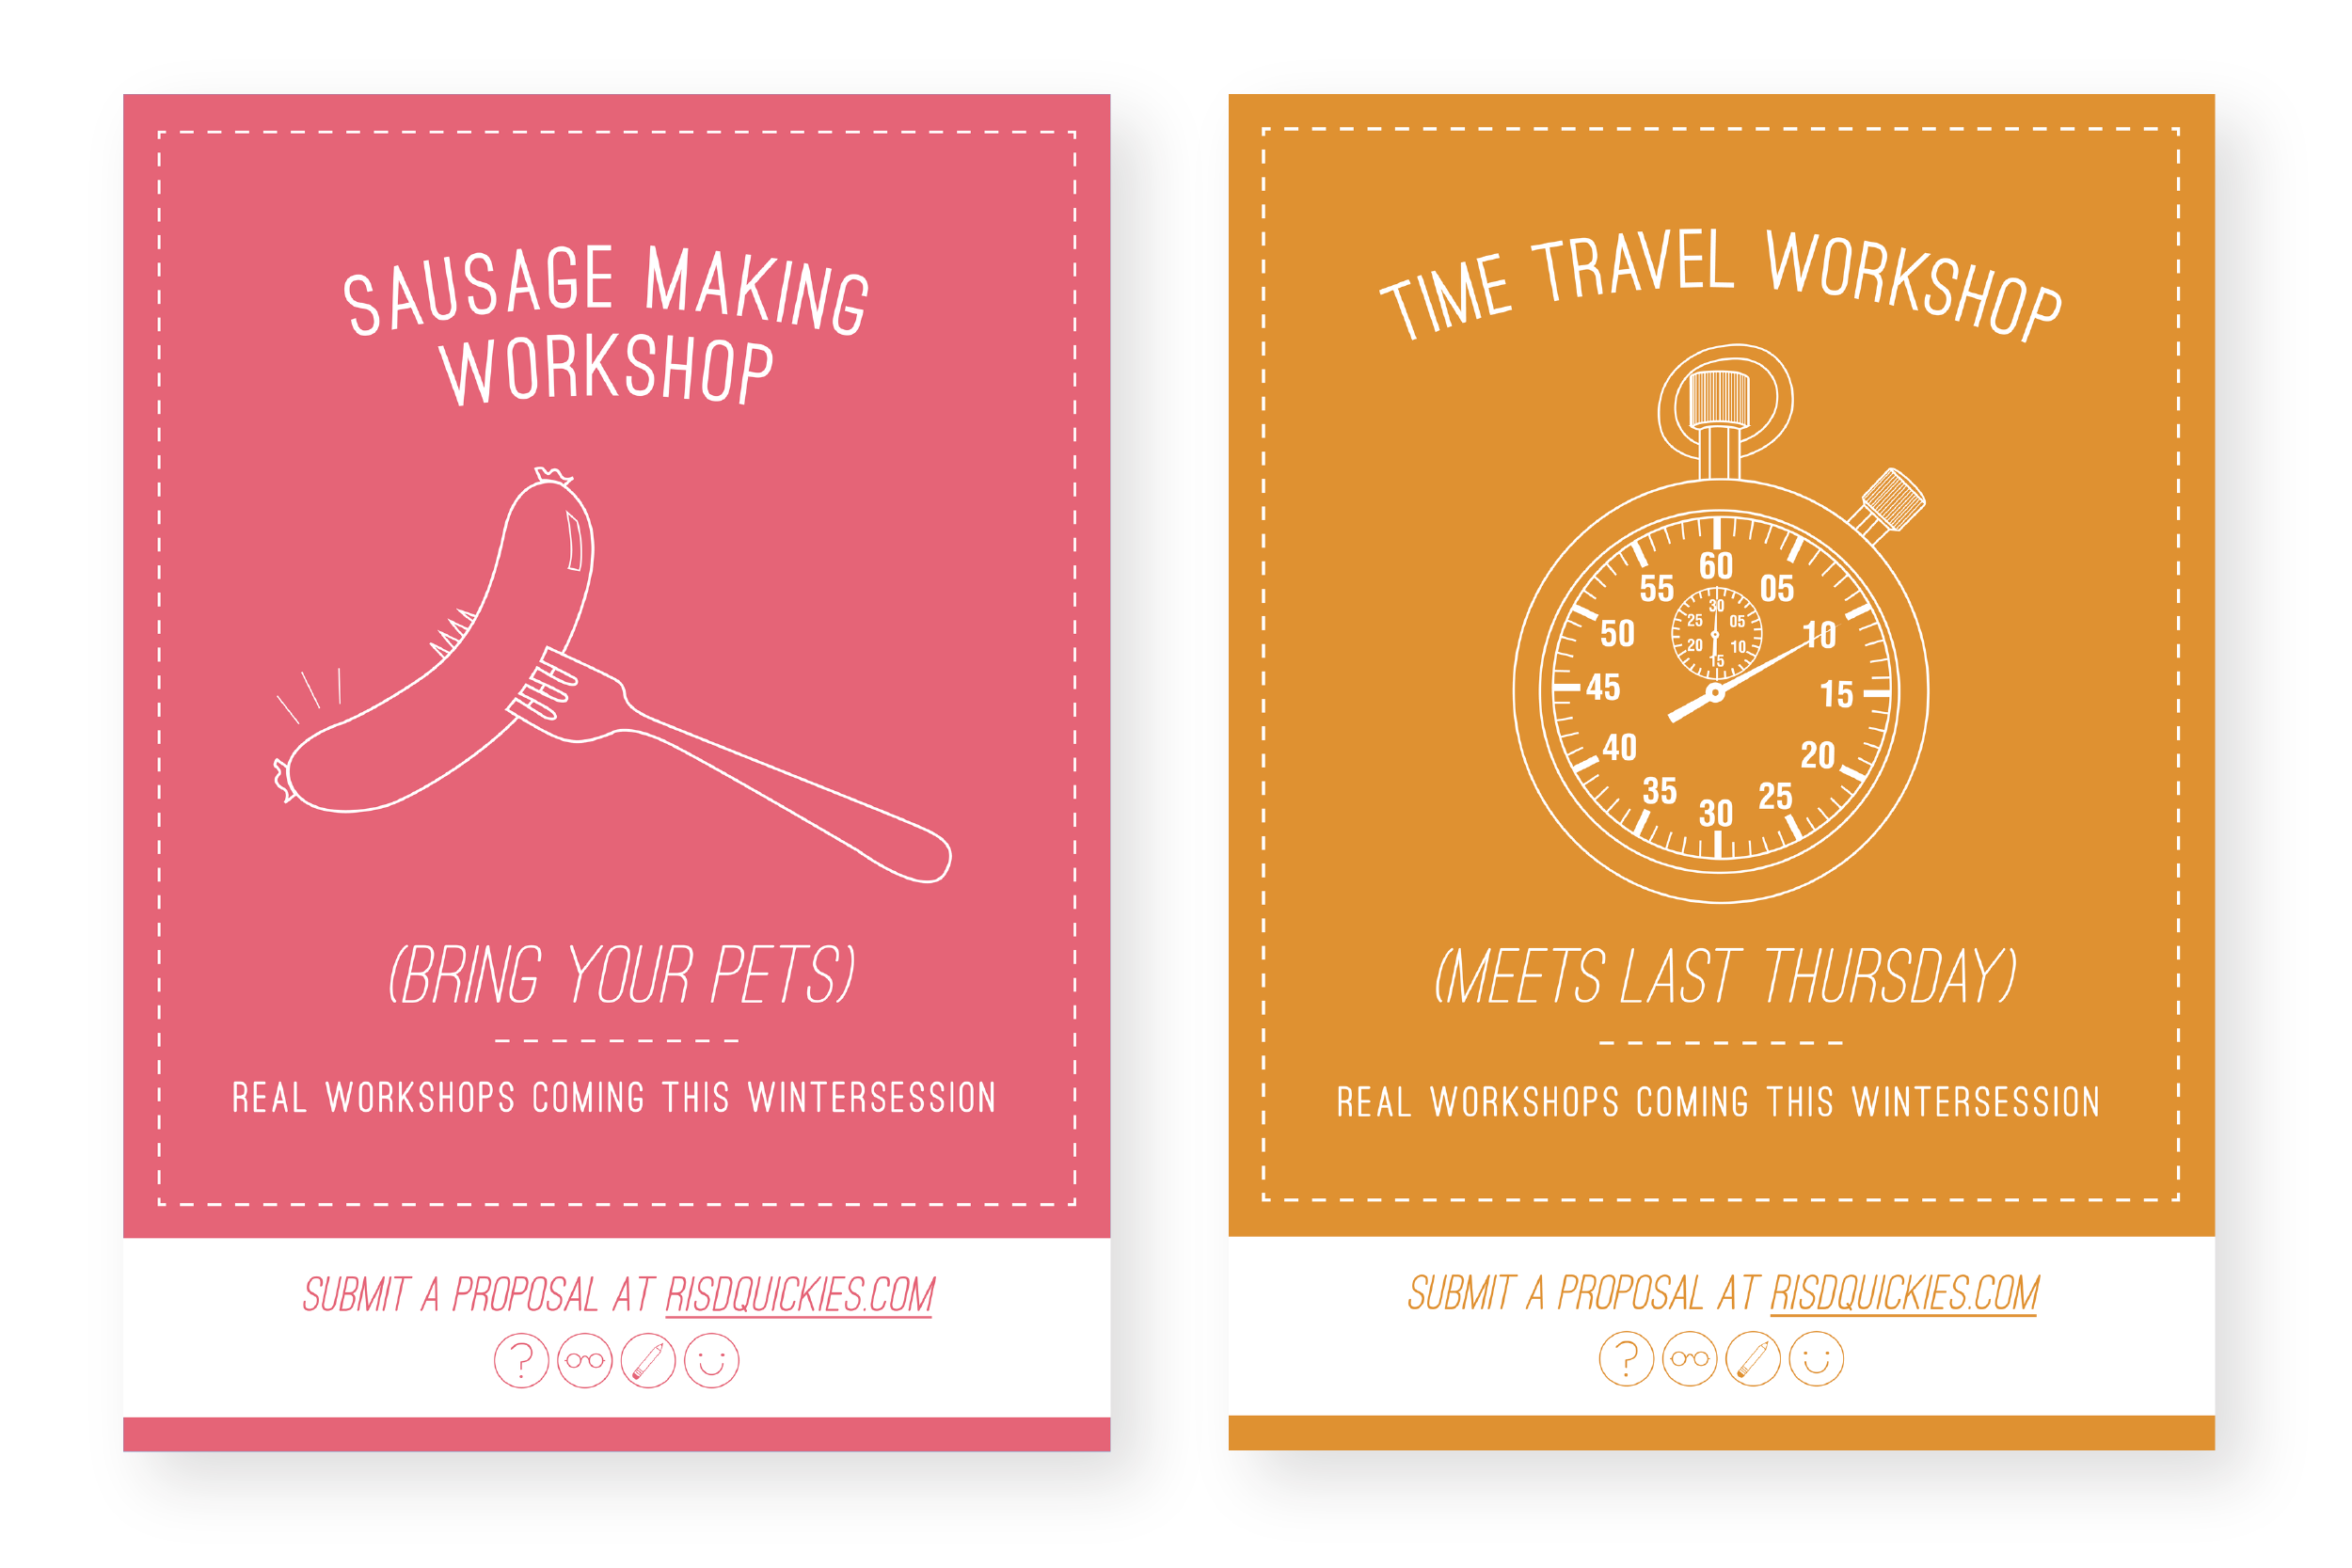 SAUSAGE MAKING
WORKSHOP
(BRING YOUR PETS)
REAL WORKSHOPS COMING THIS WINTERSESSION
SUBMIT A PROPOSAL AT RISDQUICKIES.COM
?
TIME TRAVEL WORKSHOP
60
55
05
30
25
05
50
10
20
10
15
45
15
40
20
35
25
30
(MEETS LAST THURSDAY)
REAL WORKSHOPS COMING THIS WINTERSESSION
SUBMIT A PROPOSAL AT RISDQUICKIES.COM
?